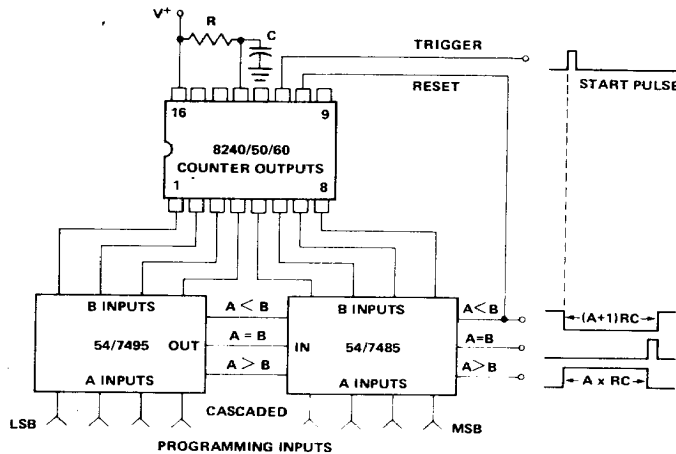 V+
R
C
TRIGGER
RESET
START PULSE
16
9
8240/50/60
COUNTER OUTPUTS
1
8
B INPUTS
54/7495
OUT
A INPUTS
A < B
A = B
A > B
B INPUTS
IN
54/7485
A INPUTS
A<B
A=B
A>B
(A+1)RC
A x RC
LSB
CASCADED
MSB
PROGRAMMING INPUTS